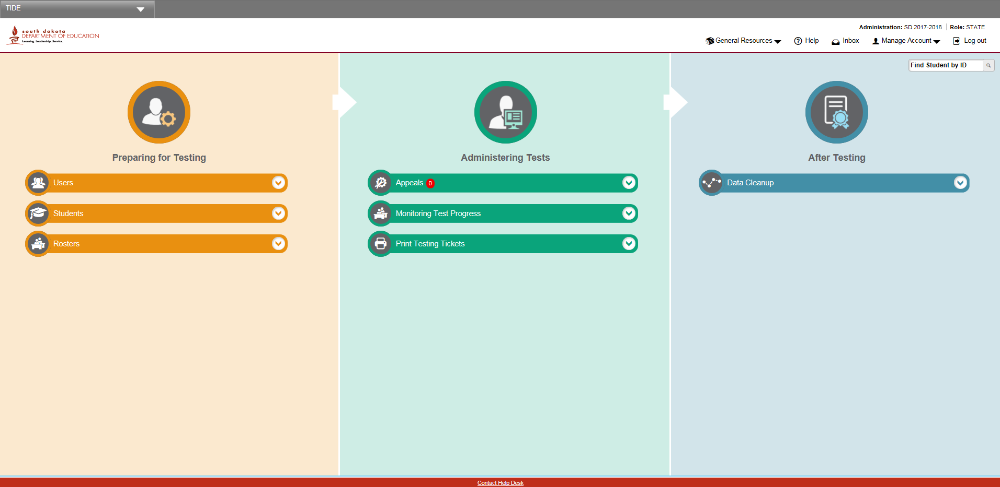 TIDE
south dakota
DEPARTMENT OF EDUCATION
Learning. Leadership. Service.
Administration: SD 2017-2018 | Role: STATE
General Resources
Help
Inbox
Manage Account
Log out
Find Student by ID
Preparing for Testing
Users
Students
Rosters
Administering Tests
Appeals 0
Monitoring Test Progress
Print Testing Tickets
After Testing
Data Cleanup
Contact Help Desk